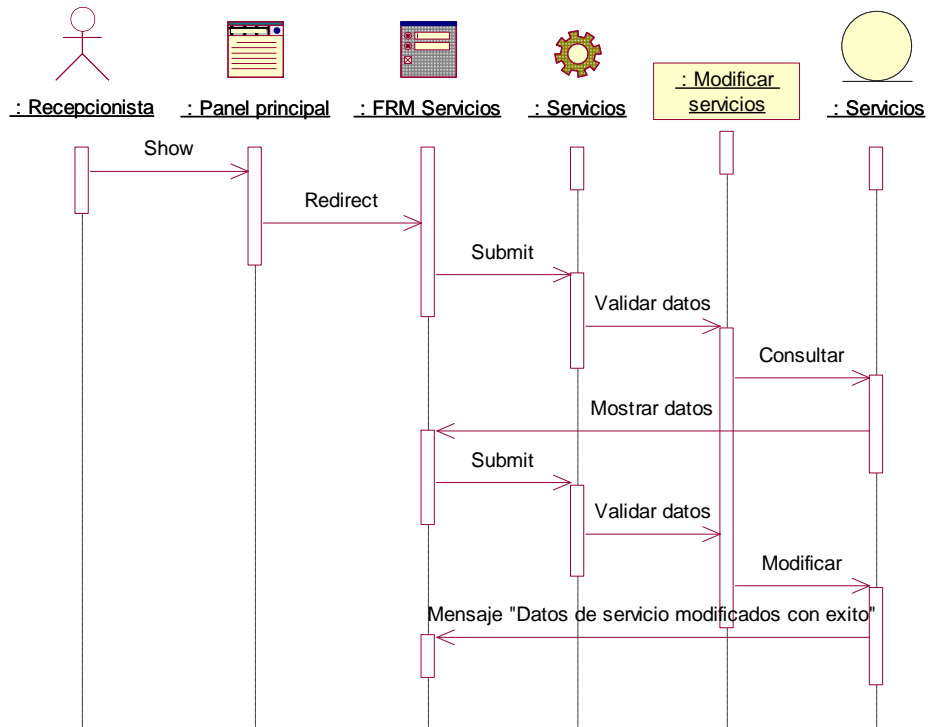 : Recepcionista
: Panel principal
: FRM Servicios
: Servicios
: Modificar
servicios
: Servicios
Show
Redirect
Submit
Validar datos
Consultar
Mostrar datos
Submit
Validar datos
Modificar
Mensaje "Datos de servicio modificados con exito"